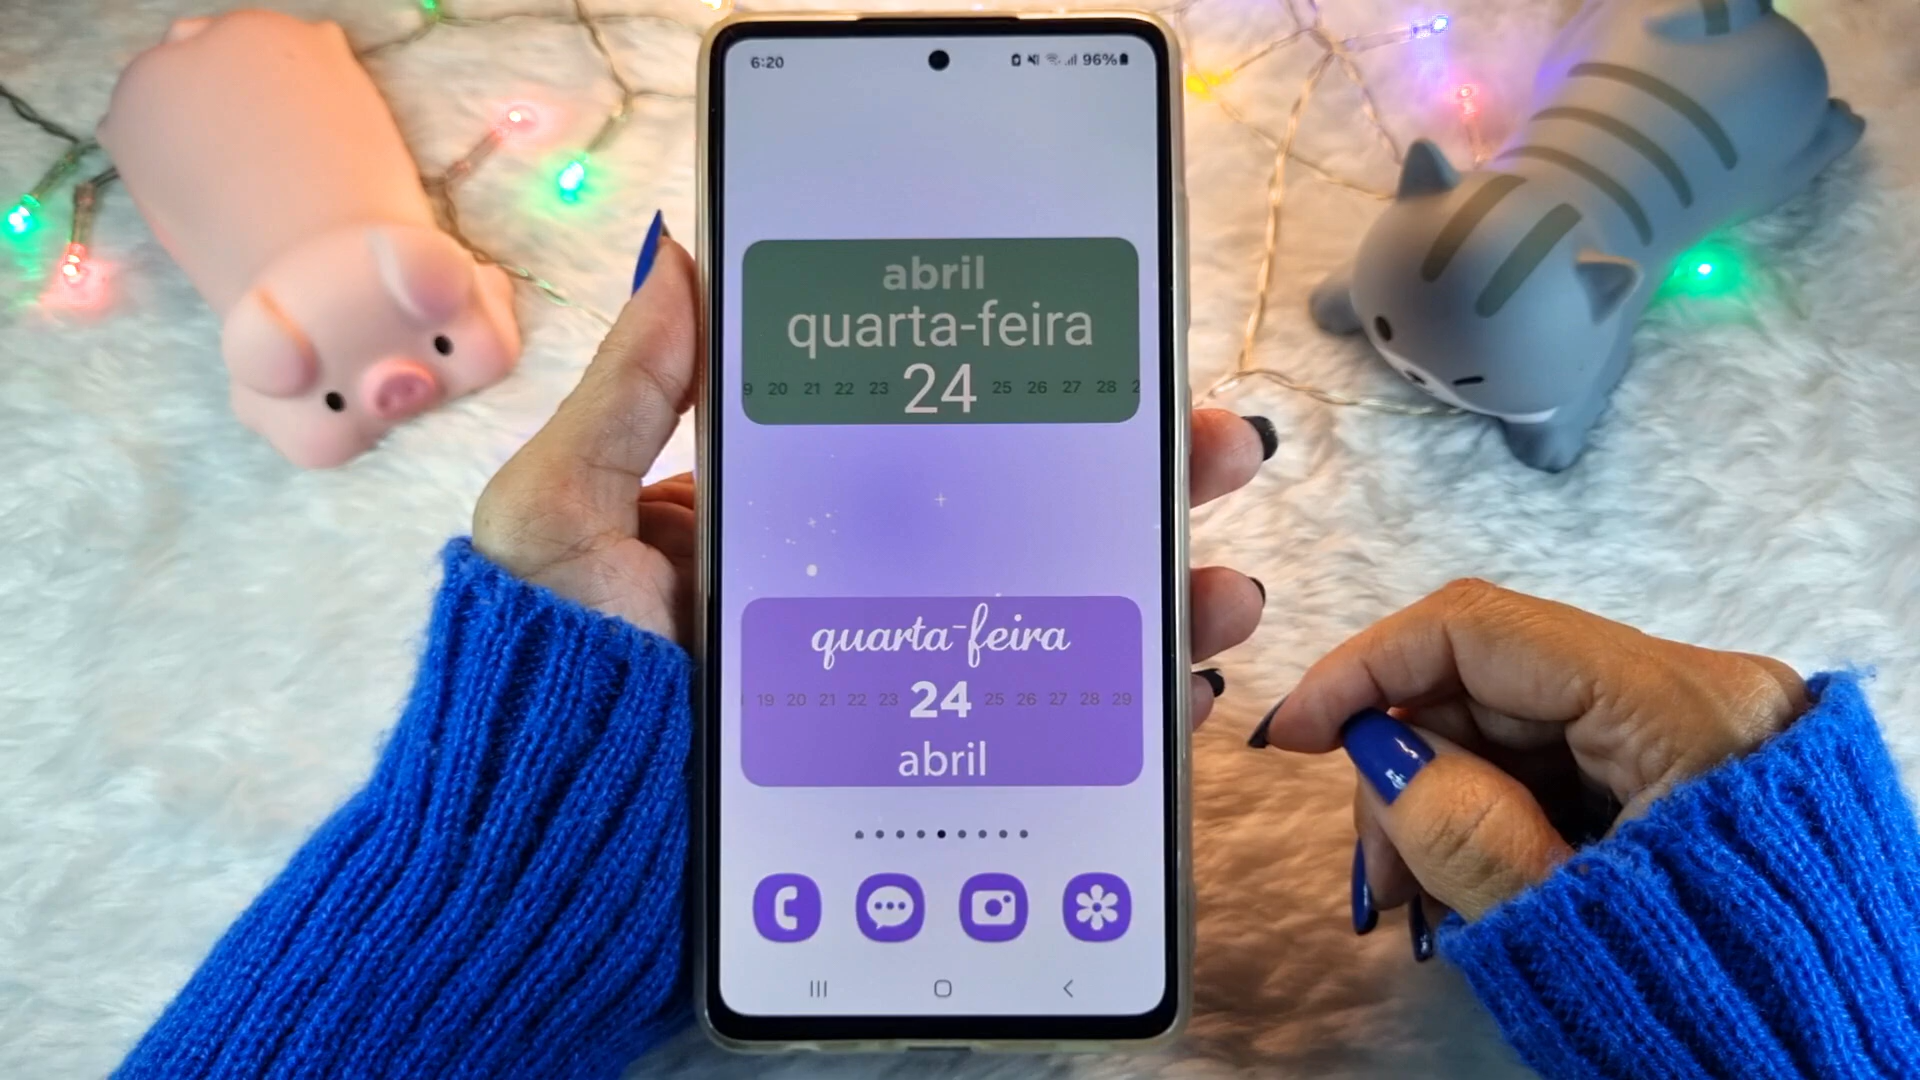 6:20 96%
abril
quarta-feira
20 21 22 23 24 25 26 27 28
quarta-feira
19 20 21 22 23 24 25 26 27 28 29
abril